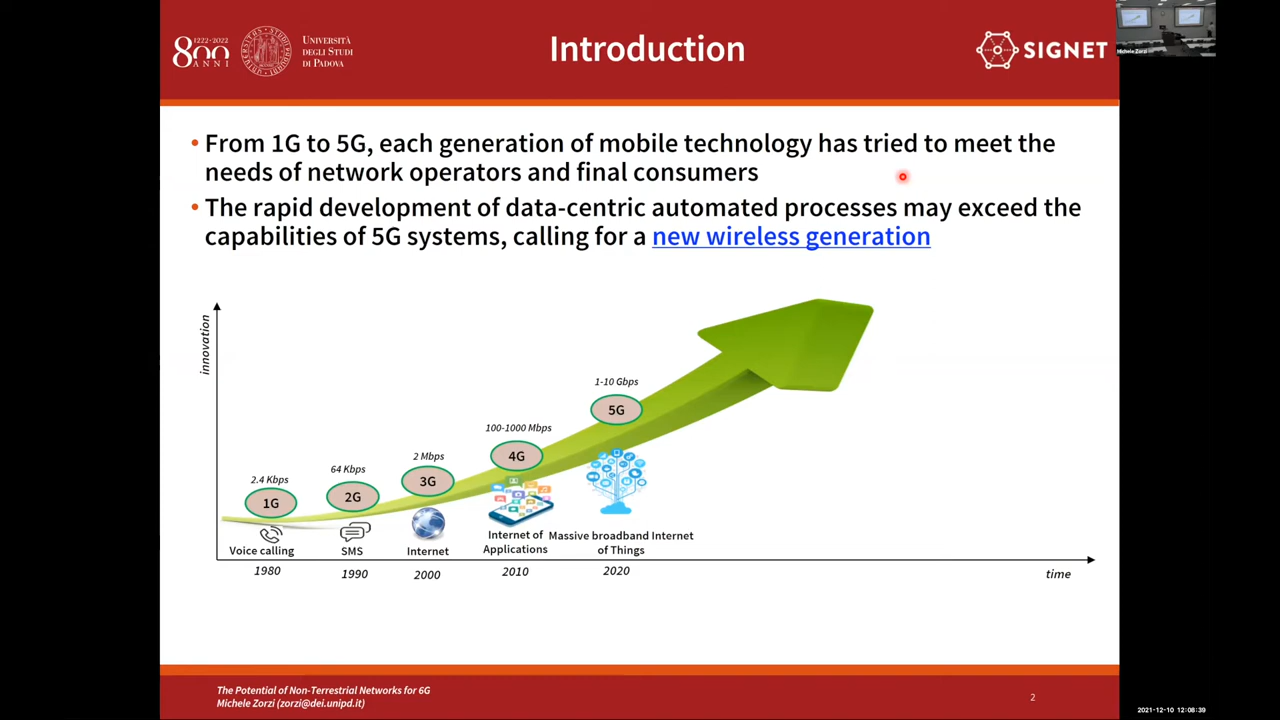 1222·2022
800
ANNI
UNIVERSITÀ
DEGLI STUDI
DI PADOVA
Introduction
SIGNET
Michele Zorzi
• From 1G to 5G, each generation of mobile technology has tried to meet the
needs of network operators and final consumers
• The rapid development of data-centric automated processes may exceed the
capabilities of 5G systems, calling for a new wireless generation
innovation
1-10 Gbps
5G
100-1000 Mbps
4G
2 Mbps
3G
64 Kbps
2G
2.4 Kbps
1G
Voice calling
SMS
Internet
Internet of
Applications
Massive broadband Internet
of Things
1980
1990
2000
2010
2020
time
The Potential of Non-Terrestrial Networks for 6G
Michele Zorzi (zorzi@dei.unipd.it)
2
2021-12-10 12:08:39